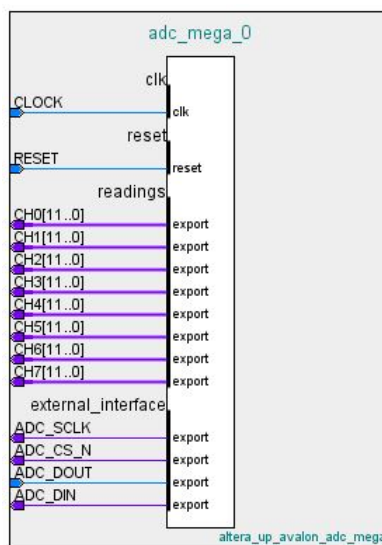 adc_mega_0
clk
CLOCK
clk
reset
RESET
reset
readings
CH0[11..0]
export
CH1[11..0]
export
CH2[11..0]
export
CH3[11..0]
export
CH4[11..0]
export
CH5[11..0]
export
CH6[11..0]
export
CH7[11..0]
export
external_interface
ADC_SCLK
export
ADC_CS_N
export
ADC_DOUT
export
ADC_DIN
export
altera_up_avalon_adc_mega